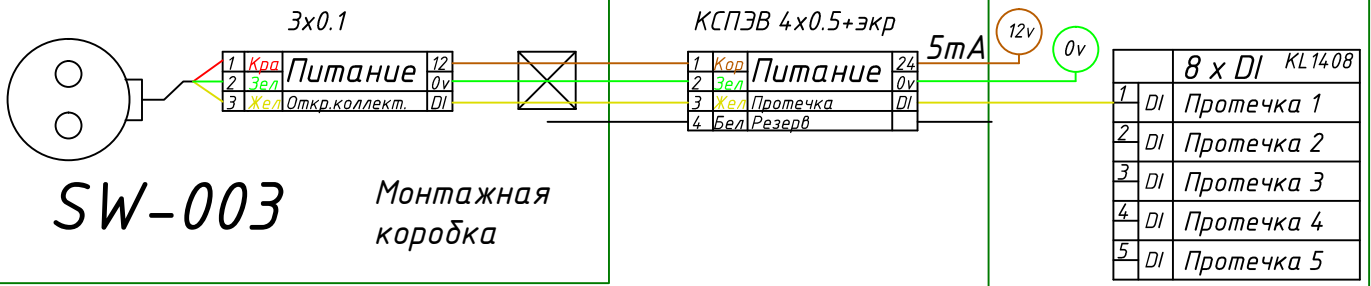 3x0.1
1 Кра Питание 12
2 Зел 0v
3 Жел Откр.коллект. DI
SW-003
Монтажная
коробка
КСПЭВ 4x0.5+экр
1 Кор Питание 24
2 Зел 0v
3 Жел Протечка DI
4 Бел Резерв
5mA
12v
0v
8 x DI KL1408
1 DI Протечка 1
2 DI Протечка 2
3 DI Протечка 3
4 DI Протечка 4
5 DI Протечка 5